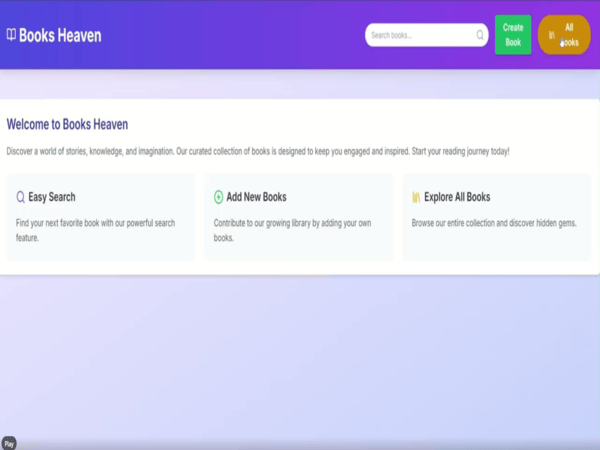 Books Heaven
Search books...
Create
Book
All
Books
Welcome to Books Heaven
Discover a world of stories, knowledge, and imagination. Our curated collection of books is designed to keep you engaged and inspired. Start your reading journey today!
Easy Search
Find your next favorite book with our powerful search
feature.
Add New Books
Contribute to our growing library by adding your own
books.
Explore All Books
Browse our entire collection and discover hidden gems.
Play